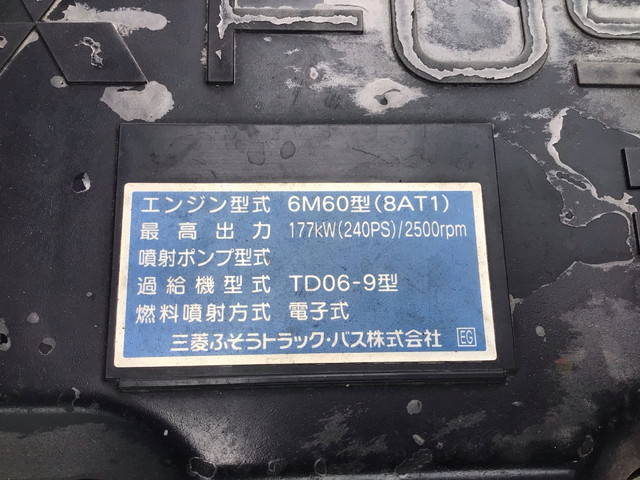 FUS
エンジン型式 6M60型(8AT1)
最高出力 177kW(240PS)/2500rpm
噴射ポンプ型式
過給機型式 TD06-9型
燃料噴射方式 電子式
三菱ふそうトラック・バス株式会社 EG